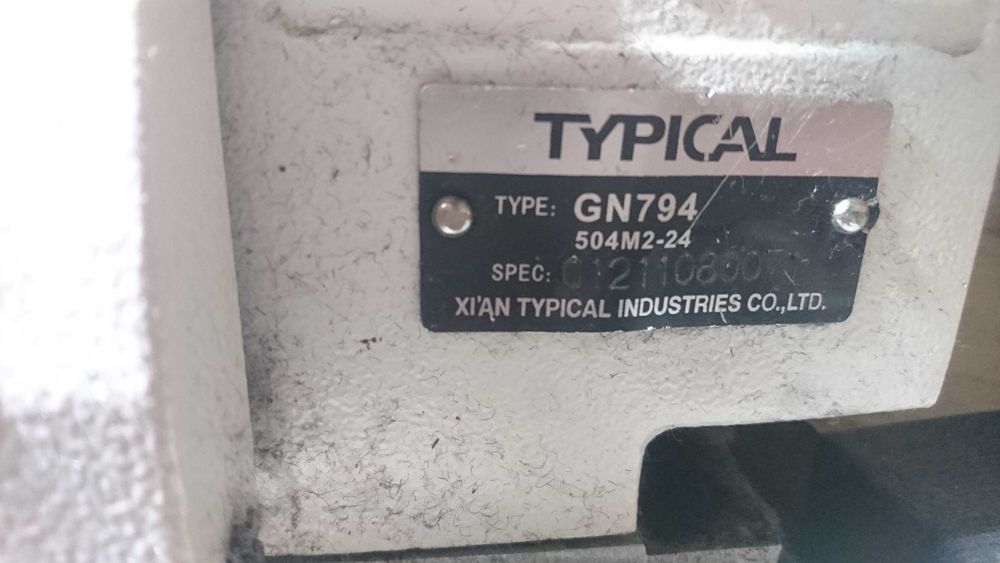 TYPICAL
TYPE: GN794
504M2-24
SPEC:
XI'AN TYPICAL INDUSTRIES CO.,LTD.